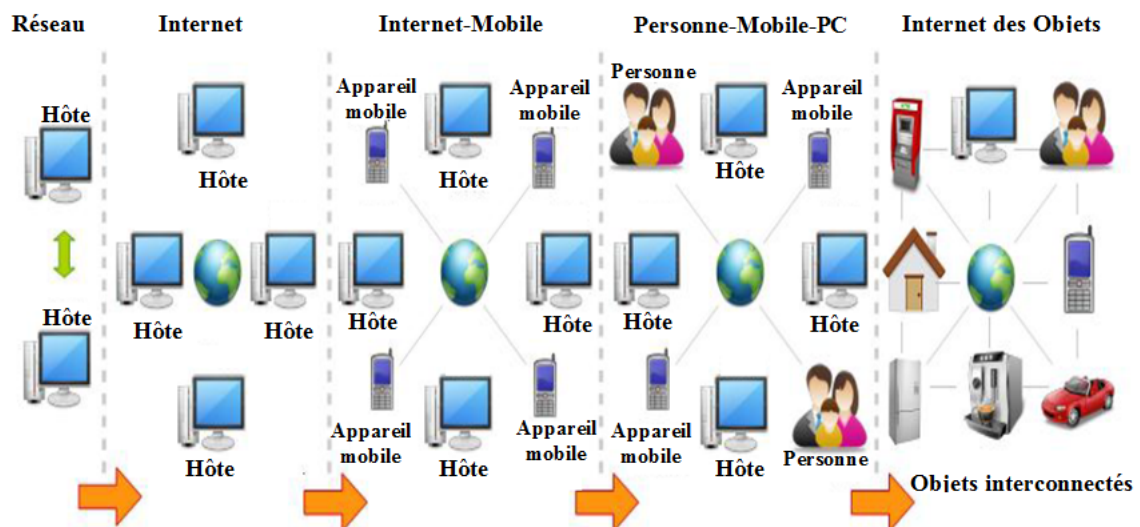 Réseau
Internet
Internet-Mobile
Personne-Mobile-PC
Internet des Objets
Hôte
Hôte
Hôte
Hôte
Hôte
Hôte
Appareil
mobile
Appareil
mobile
Hôte
Hôte
Hôte
Appareil
mobile
Appareil
mobile
Hôte
Personne
Appareil
mobile
Hôte
Hôte
Hôte
Appareil
mobile
Hôte
Personne
Objets interconnectés